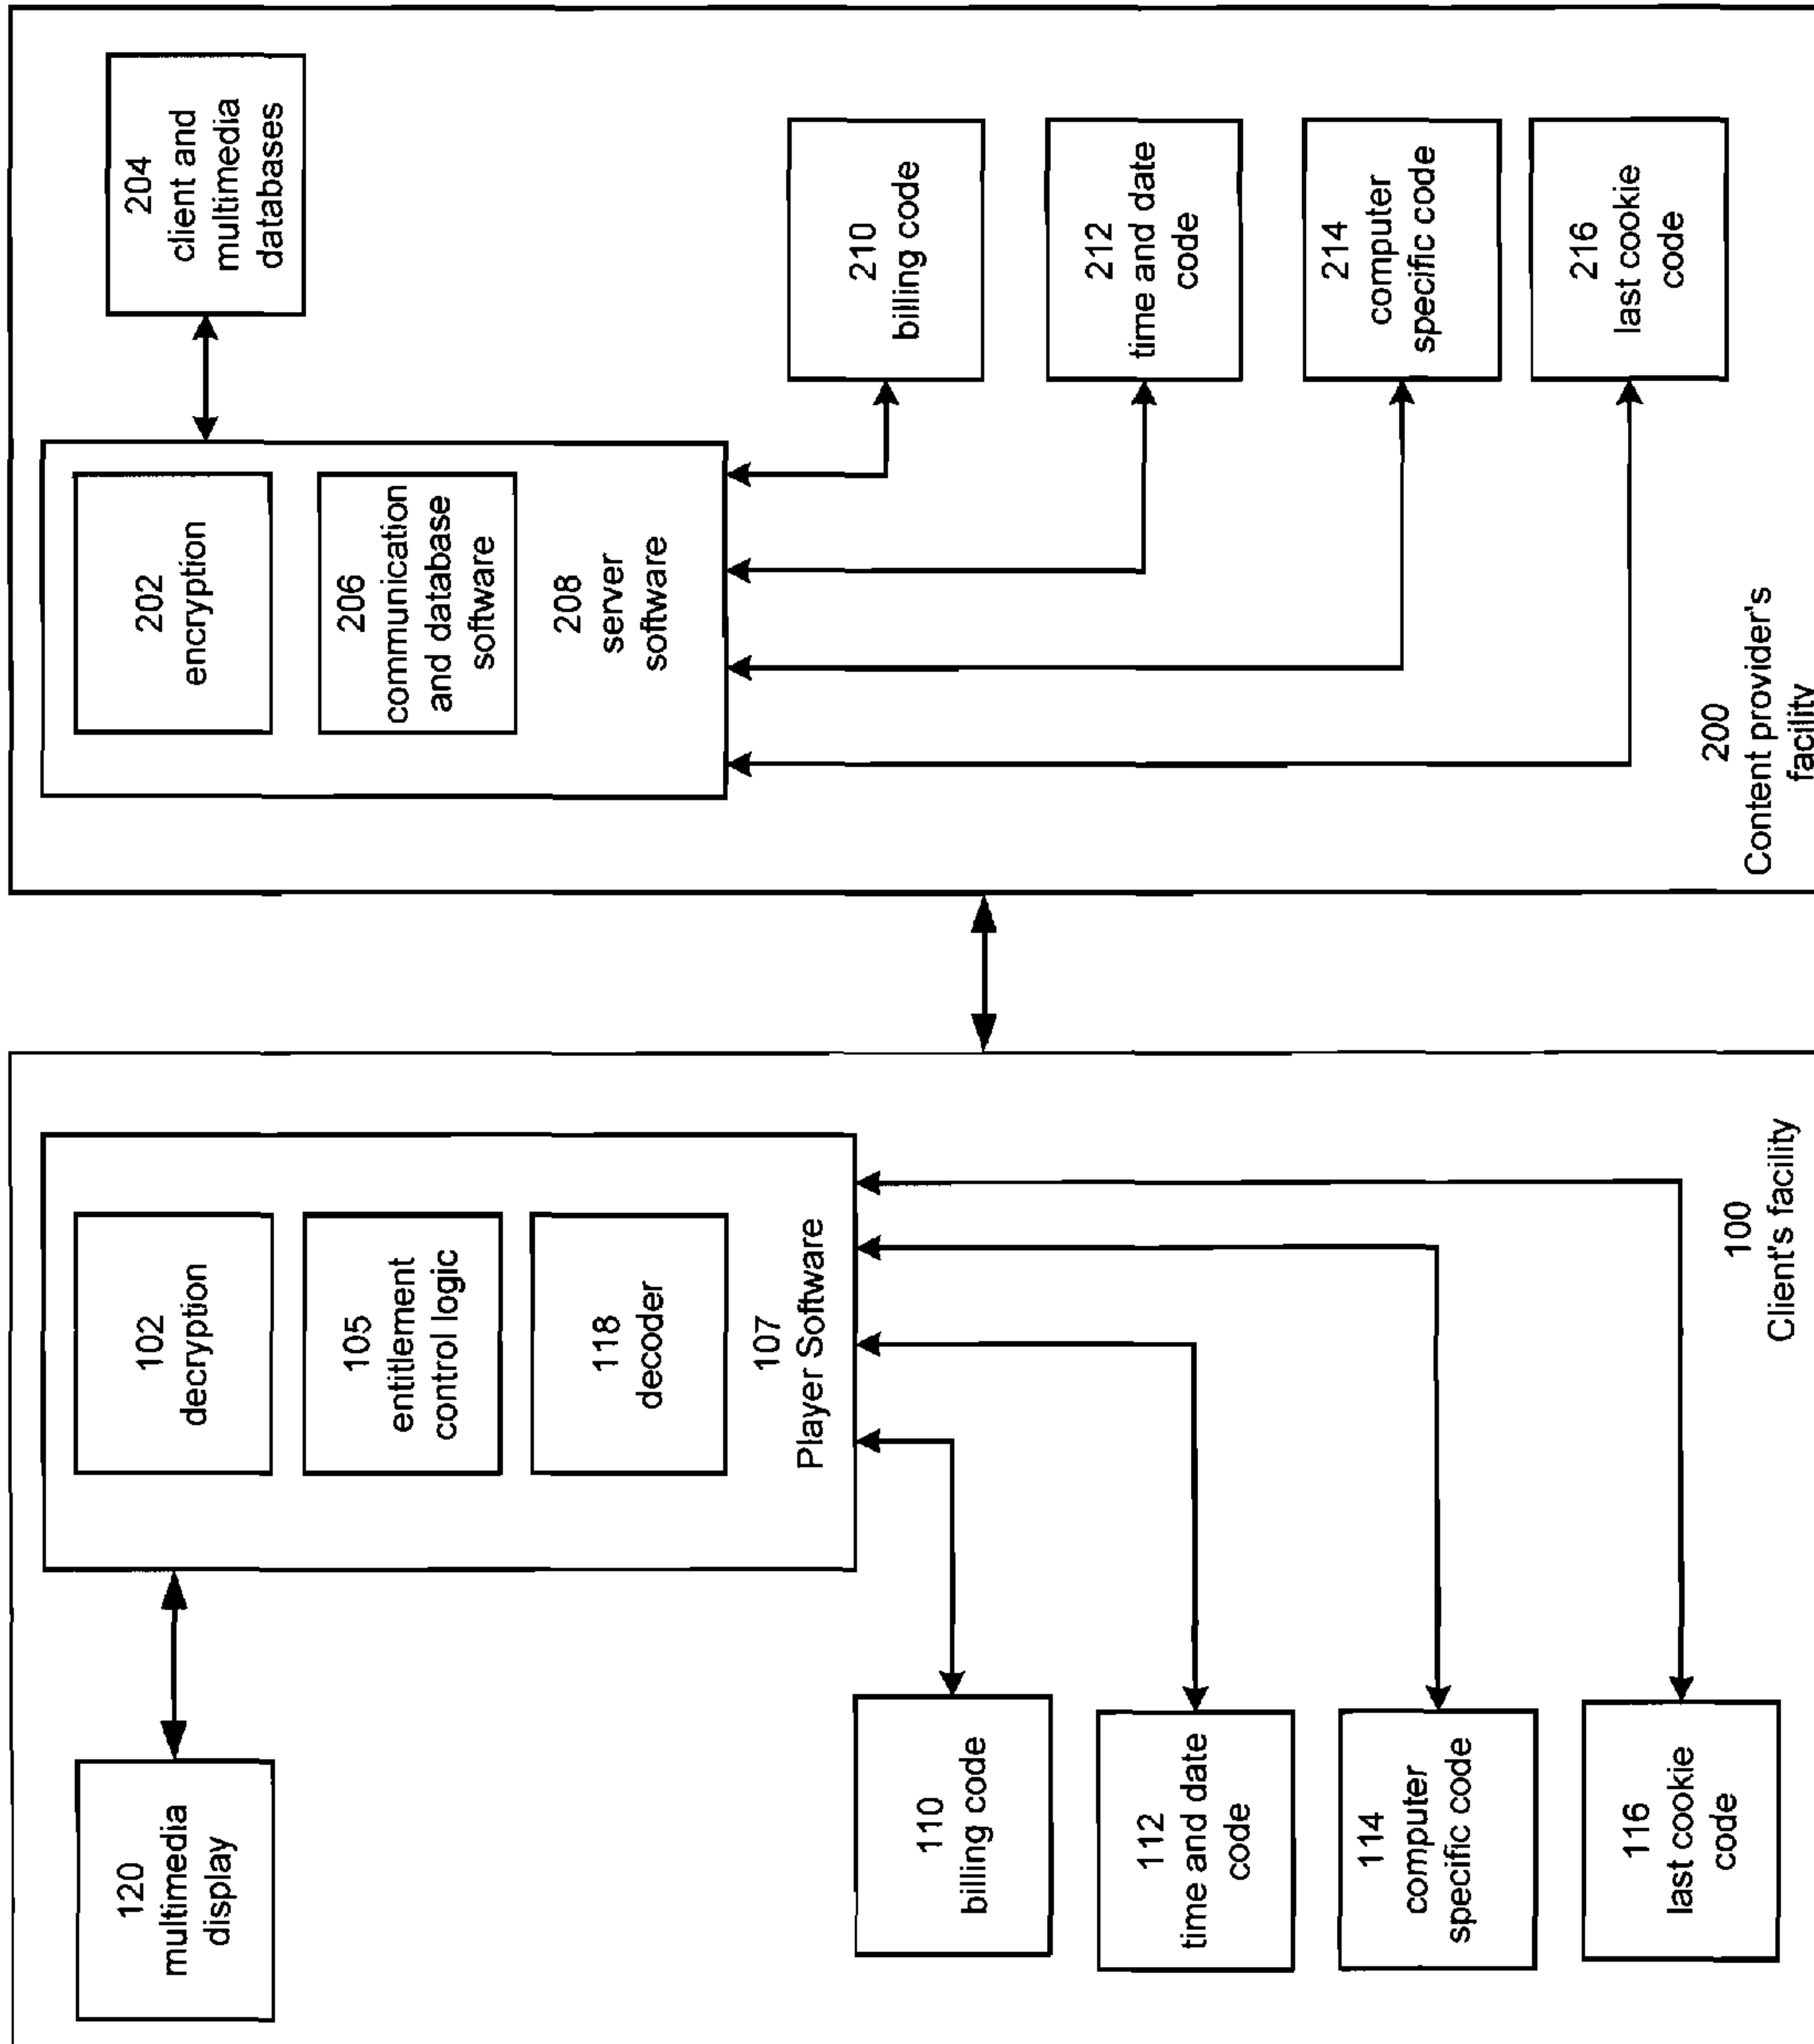 120
multimedia
display
102
decryption
105
entitlement
control logic
118
decoder
107
Player Software
110
billing code
112
time and date
code
114
computer
specific code
116
last cookie
code
100
Client's facility
202
encryption
206
communication
and database
software
208
server
software
204
client and
multimedia
databases
210
billing code
212
time and date
code
214
computer
specific code
216
last cookie
code
200
Content provider's
facility